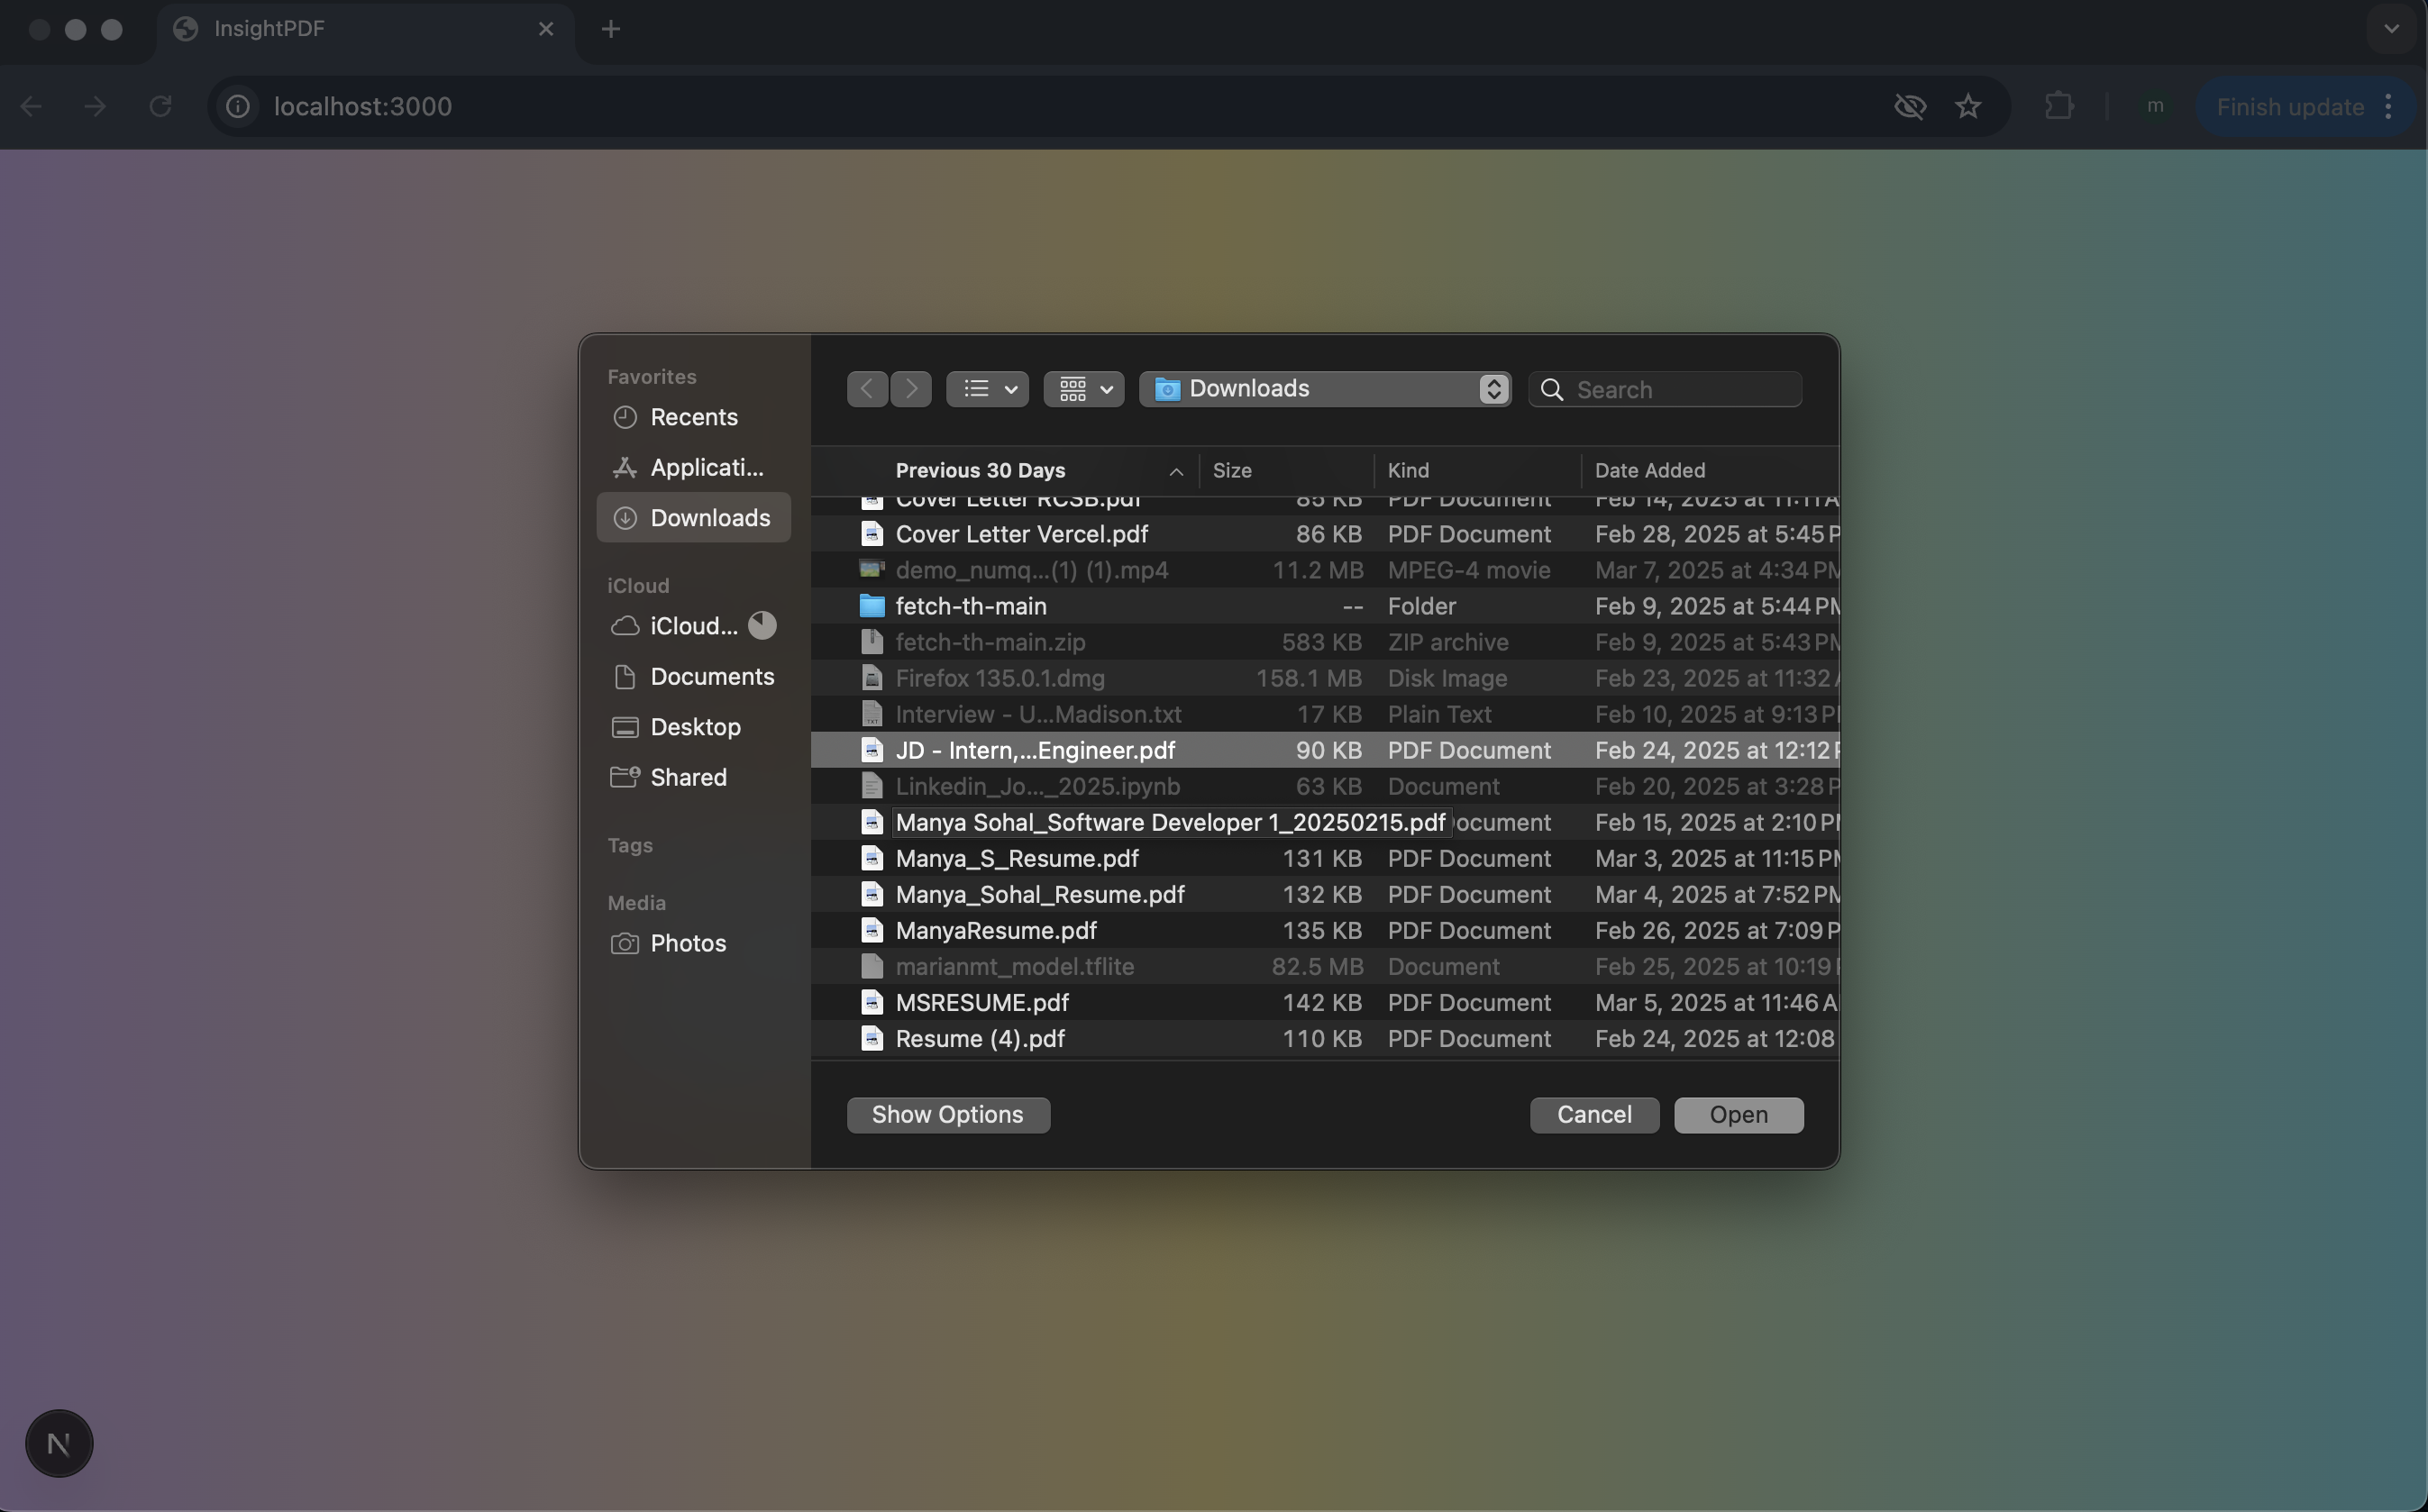 InsightPDF
localhost:3000
m
Finish update
Favorites
Recents
Applicati...
Downloads
iCloud
iCloud...
Documents
Desktop
Shared
Tags
Media
Photos
Downloads
Search
Previous 30 Days Size Kind Date Added
Cover Letter RCSB.pdf 85 KB PDF Document Feb 14, 2025 at 11:11 A
Cover Letter Vercel.pdf 86 KB PDF Document Feb 28, 2025 at 5:45 P
demo_numq...(1) (1).mp4 11.2 MB MPEG-4 movie Mar 7, 2025 at 4:34 PM
fetch-th-main -- Folder Feb 9, 2025 at 5:44 PM
fetch-th-main.zip 583 KB ZIP archive Feb 9, 2025 at 5:43 PM
Firefox 135.0.1.dmg 158.1 MB Disk Image Feb 23, 2025 at 11:32 A
Interview - U...Madison.txt 17 KB Plain Text Feb 10, 2025 at 9:13 PM
JD - Intern,...Engineer.pdf 90 KB PDF Document Feb 24, 2025 at 12:12 P
Linkedin_Jo..._2025.ipynb 63 KB Document Feb 20, 2025 at 3:28 P
Manya Sohal_Software Developer 1_20250215.pdf ocument Feb 15, 2025 at 2:10 PM
Manya_S_Resume.pdf 131 KB PDF Document Mar 3, 2025 at 11:15 PM
Manya_Sohal_Resume.pdf 132 KB PDF Document Mar 4, 2025 at 7:52 PM
ManyaResume.pdf 135 KB PDF Document Feb 26, 2025 at 7:09 P
marianmt_model.tflite 82.5 MB Document Feb 25, 2025 at 10:19 P
MSRESUME.pdf 142 KB PDF Document Mar 5, 2025 at 11:46 A
Resume (4).pdf 110 KB PDF Document Feb 24, 2025 at 12:08
Show Options
Cancel
Open
N